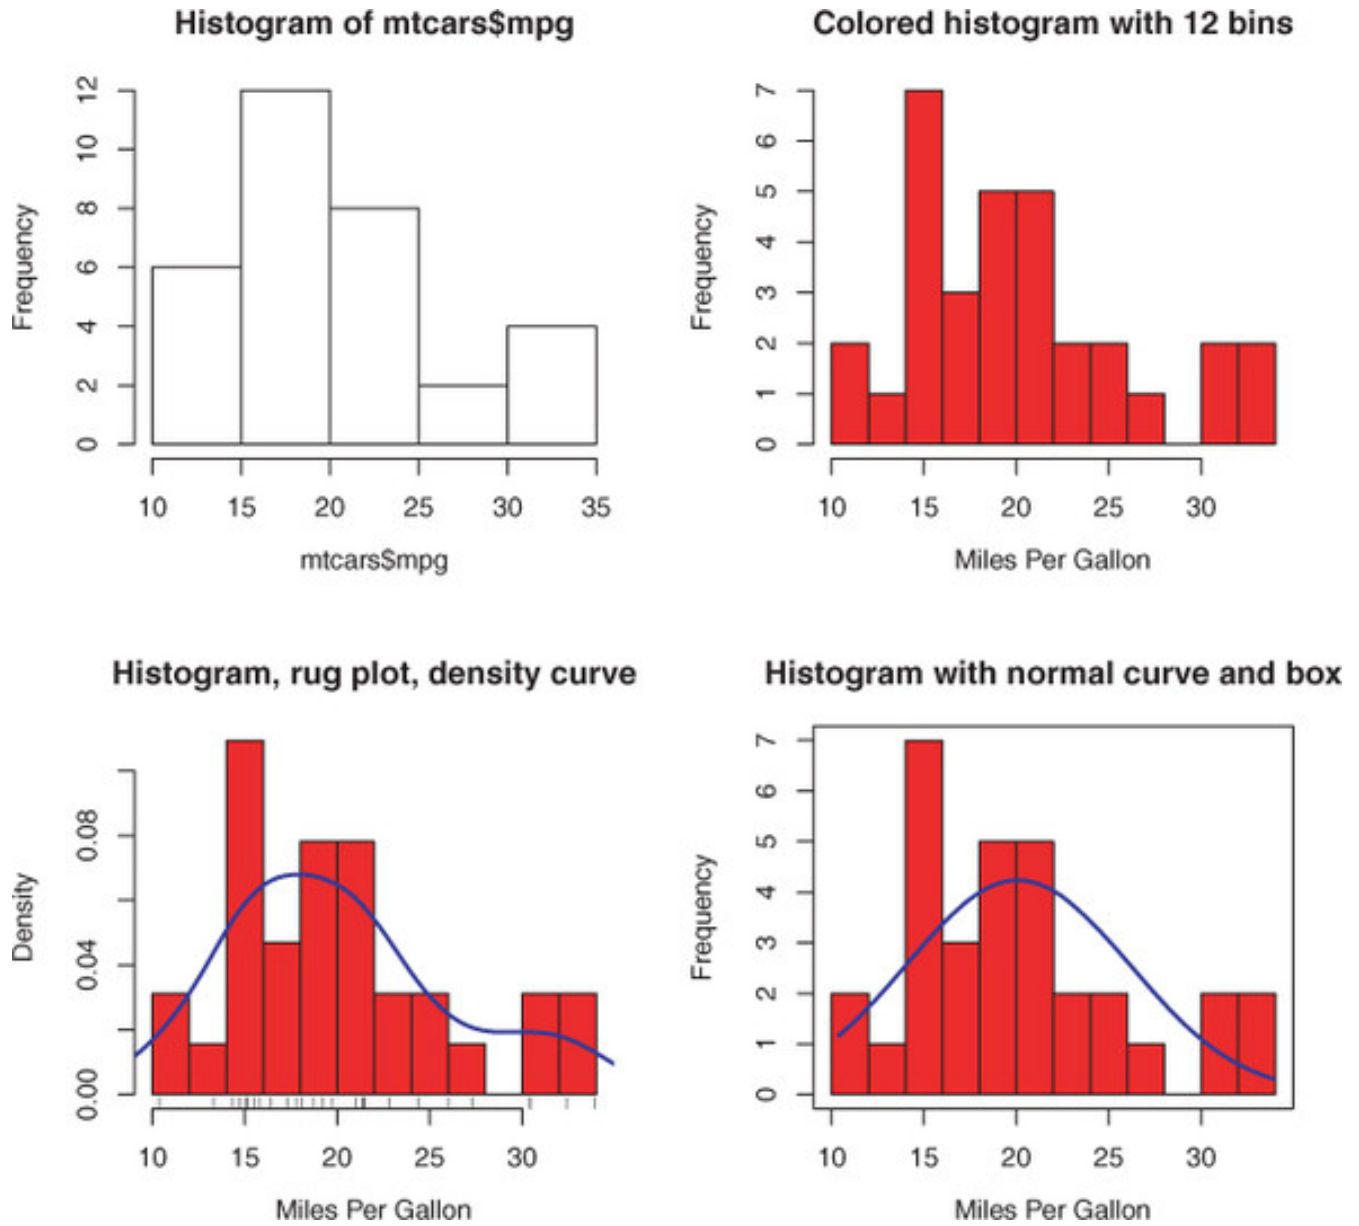 Histogram of mtcars$mpg
Frequency
12
10
8
6
4
2
0
10 15 20 25 30 35
mtcars$mpg
Colored histogram with 12 bins
Frequency
7
6
5
4
3
2
1
0
10 15 20 25 30
Miles Per Gallon
Histogram, rug plot, density curve
Density
0.08
0.04
0.00
10 15 20 25 30
Miles Per Gallon
Histogram with normal curve and box
Frequency
7
6
5
4
3
2
1
0
10 15 20 25 30
Miles Per Gallon